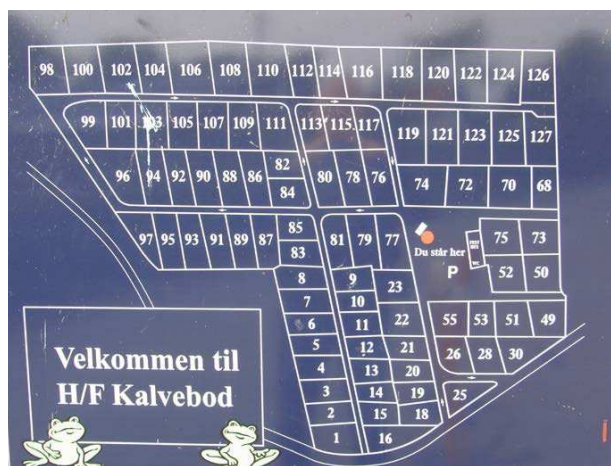 98 100 102 104 106 108 110 112 114 116 118 120 122 124 126
99 101 103 105 107 109 111 113 115 117 119 121 123 125 127
96 94 92 90 88 86 82 80 78 76 74 72 70 68
84
97 95 93 91 89 87 85 81 79 77 75 73
83
Du står her
P
WC
52 50
8 9 23
7 10
6 11 22 55 53 51 49
5 12 21 26 28 30
4 13 20
3 14 19 25
2 15 18
1 16
Velkommen til
H/F Kalvebod